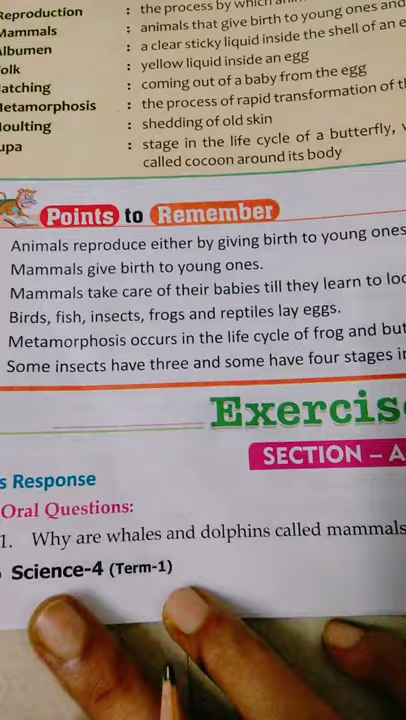 Reproduction : the process by which
Mammals : animals that give birth to young ones and
Albumen : a clear sticky liquid inside the shell of an e
olk : yellow liquid inside an egg
atching : coming out of a baby from the egg
Metamorphosis : the process of rapid transformation of th
Moulting : shedding of old skin
upa : stage in the life cycle of a butterfly,
called cocoon around its body
Points to Remember
Animals reproduce either by giving birth to young ones
Mammals give birth to young ones.
Mammals take care of their babies till they learn to loo
Birds, fish, insects, frogs and reptiles lay eggs.
Metamorphosis occurs in the life cycle of frog and but
Some insects have three and some have four stages in
Exercise
SECTION – A
s Response
Oral Questions:
1. Why are whales and dolphins called mammals
Science-4 (Term-1)